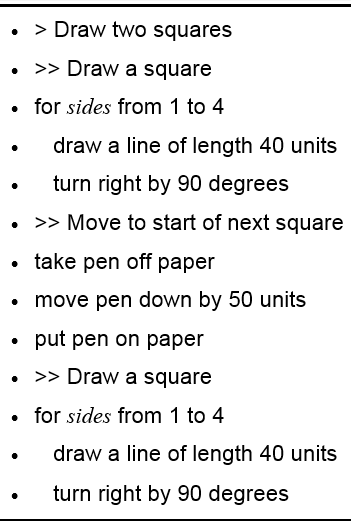 • > Draw two squares
• >> Draw a square
• for sides from 1 to 4
• draw a line of length 40 units
• turn right by 90 degrees
• >> Move to start of next square
• take pen off paper
• move pen down by 50 units
• put pen on paper
• >> Draw a square
• for sides from 1 to 4
• draw a line of length 40 units
• turn right by 90 degrees